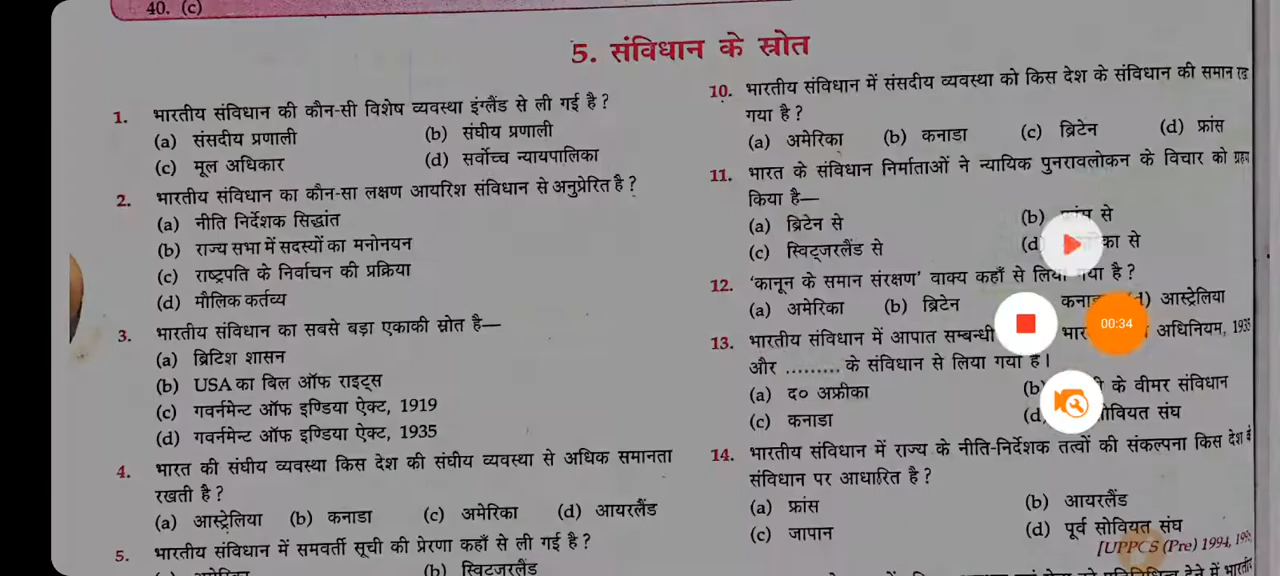 40. (c)
5. संविधान के स्रोत
1. भारतीय संविधान की कौन-सी विशेष व्यवस्था इंग्लैंड से ली गई है ?
(a) संसदीय प्रणाली (b) संघीय प्रणाली
(c) मूल अधिकार (d) सर्वोच्च न्यायपालिका
2. भारतीय संविधान का कौन-सा लक्षण आयरिश संविधान से अनुप्रेरित है ?
(a) नीति निर्देशक सिद्धांत
(b) राज्य सभा में सदस्यों का मनोनयन
(c) राष्ट्रपति के निर्वाचन की प्रक्रिया
(d) मौलिक कर्तव्य
3. भारतीय संविधान का सबसे बड़ा एकाकी स्रोत है—
(a) ब्रिटिश शासन
(b) USA का बिल ऑफ राइट्स
(c) गवर्नमेन्ट ऑफ इण्डिया ऐक्ट, 1919
(d) गवर्नमेन्ट ऑफ इण्डिया ऐक्ट, 1935
4. भारत की संघीय व्यवस्था किस देश की संघीय व्यवस्था से अधिक समानता
रखती है ?
(a) आस्ट्रेलिया (b) कनाडा (c) अमेरिका (d) आयरलैंड
5. भारतीय संविधान में समवर्ती सूची की प्रेरणा कहाँ से ली गई है ?
(b) स्विटजरलैंड
10. भारतीय संविधान में संसदीय व्यवस्था को किस देश के संविधान की समान
गया है ?
(a) अमेरिका (b) कनाडा (c) ब्रिटेन (d) फ्रांस
11. भारत के संविधान निर्माताओं ने न्यायिक पुनरावलोकन के विचार को
किया है—
(a) ब्रिटेन से (b) से
(c) स्विट्जरलैंड से (d) का से
12. 'कानून के समान संरक्षण' वाक्य कहाँ से लिया गया है ?
(a) अमेरिका (b) ब्रिटेन कनाडा (d) आस्ट्रेलिया
00:34
13. भारतीय संविधान में आपात सम्बन्धी अधिनियम, 1935
और ......... के संविधान से लिया गया है।
(a) द० अफ्रीका (b) के वीमर संविधान
(c) कनाडा (d) सोवियत संघ
14. भारतीय संविधान में राज्य के नीति-निर्देशक तत्वों की संकल्पना किस देश के
संविधान पर आधारित है ?
(a) फ्रांस (b) आयरलैंड
(c) जापान (d) पूर्व सोवियत संघ
[UPPCS (Pre) 1994,